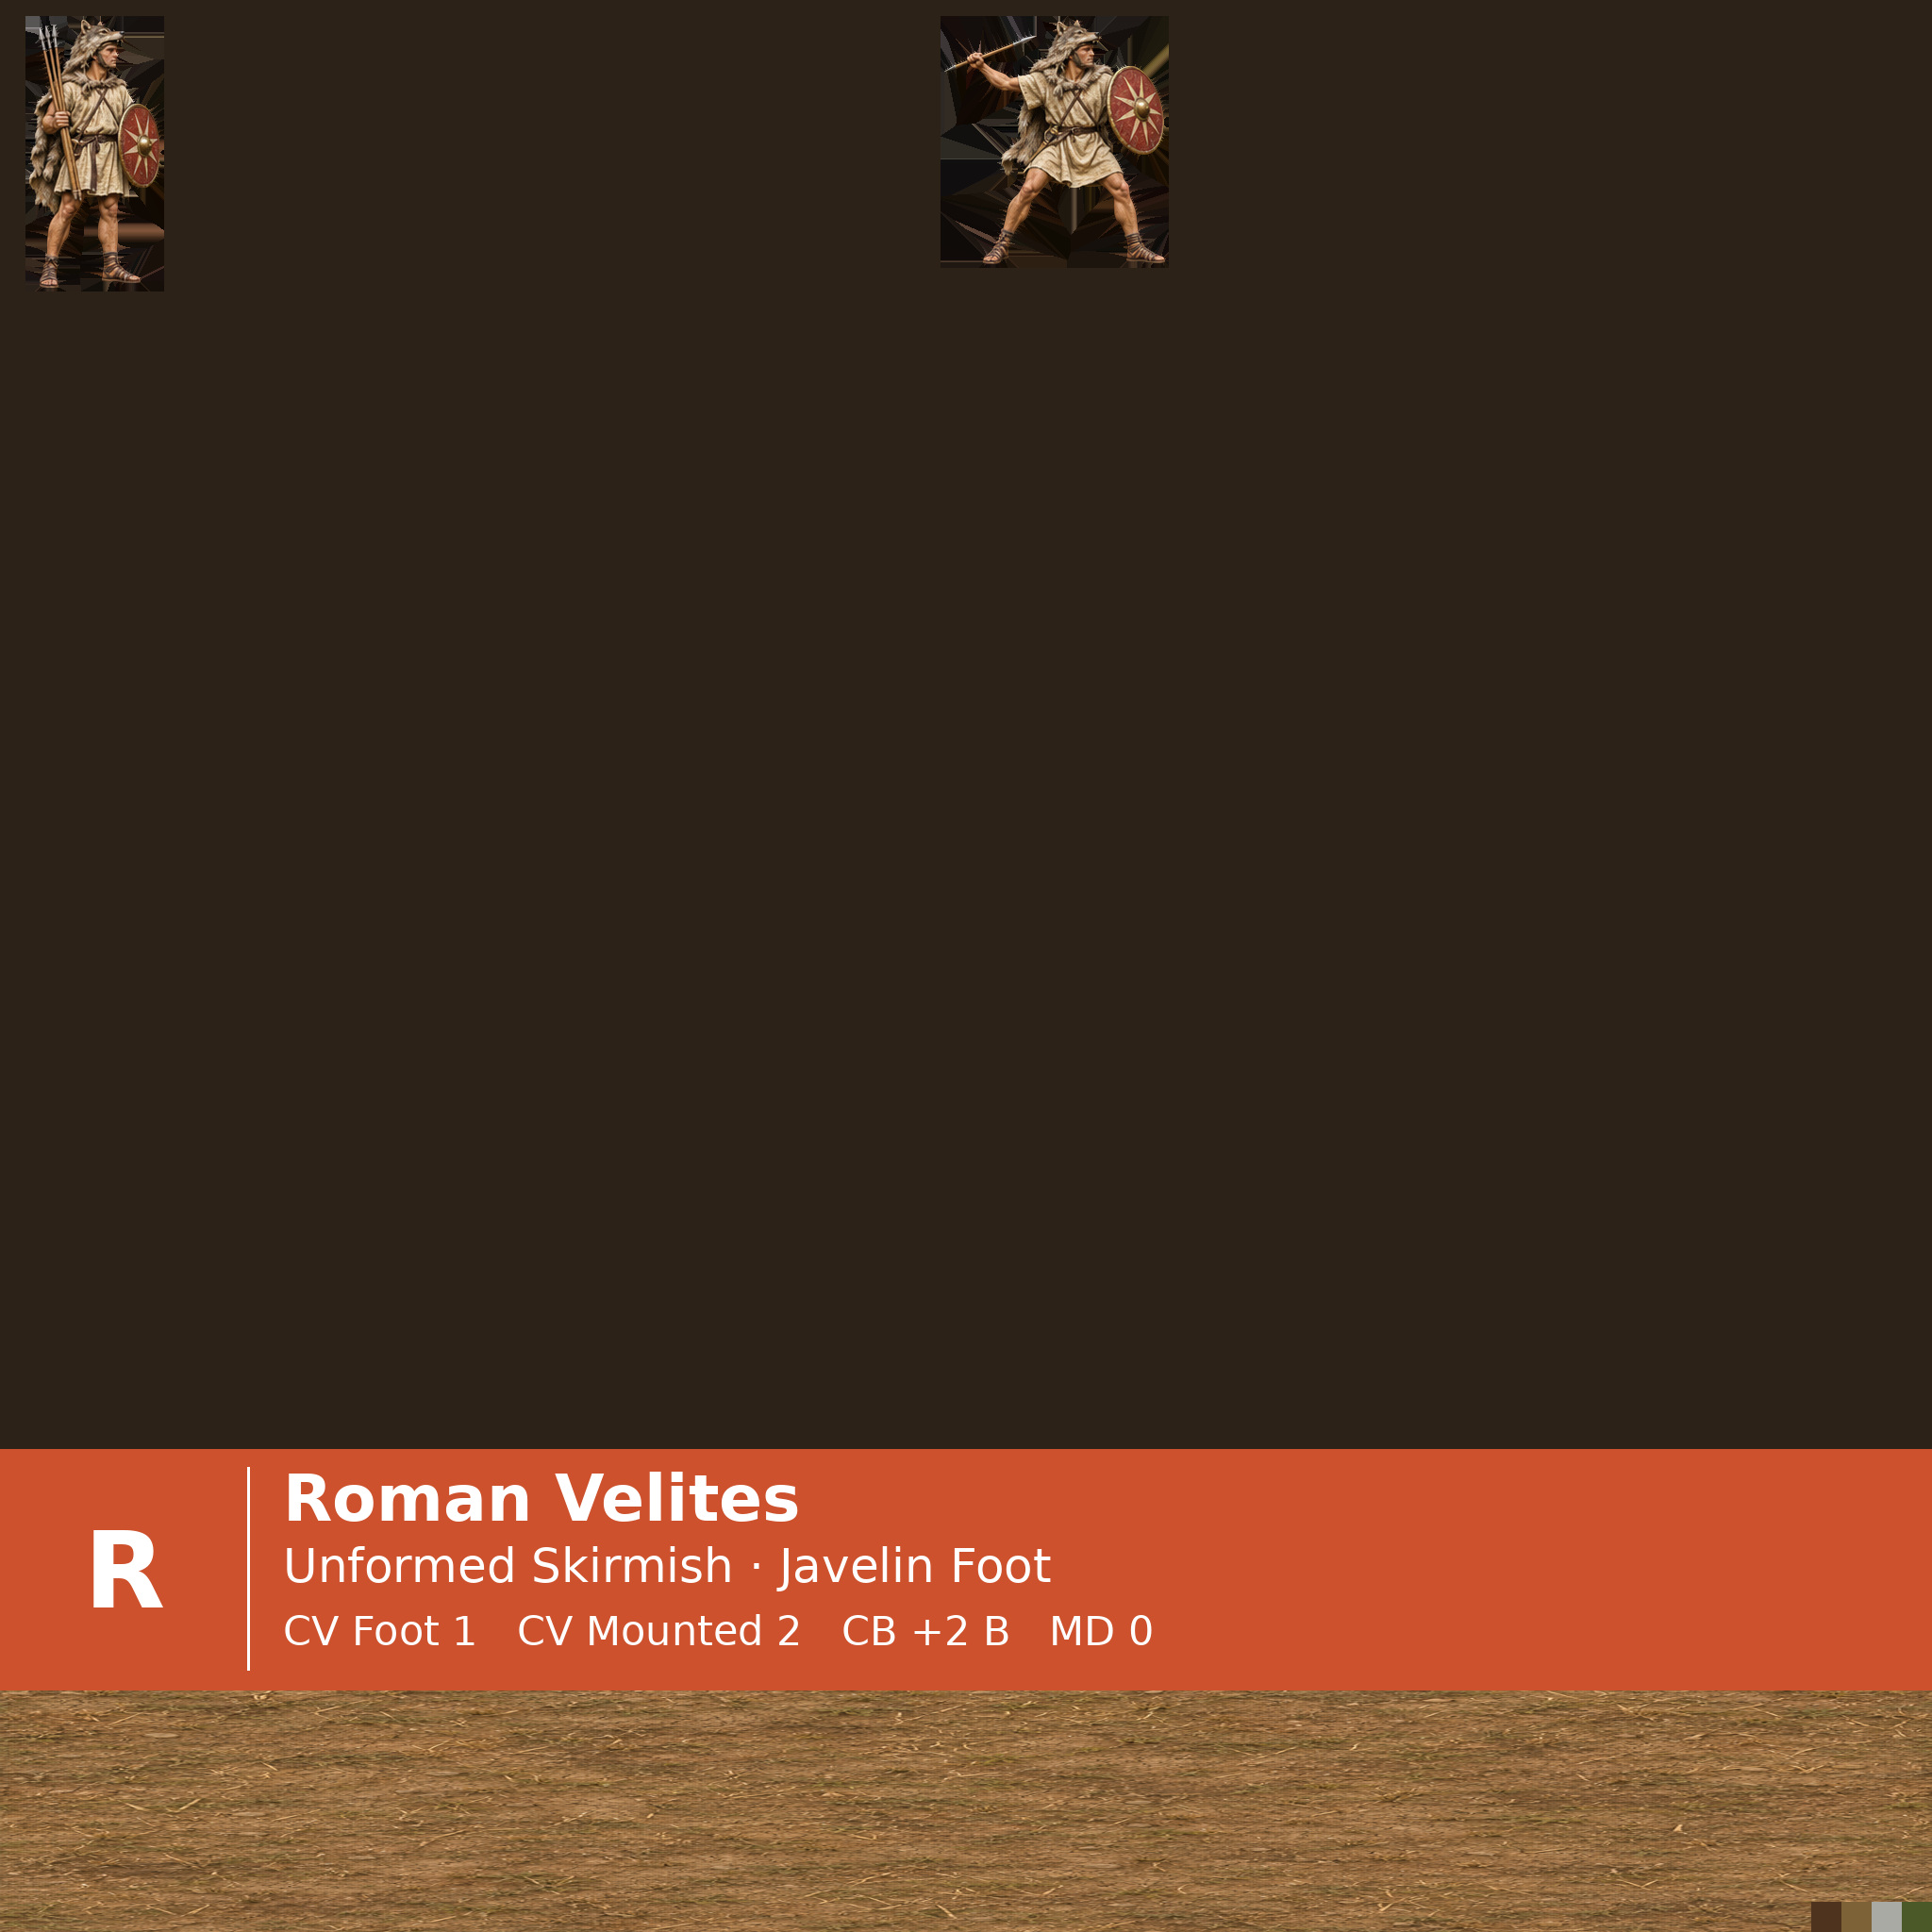 R
Roman Velites
Unformed Skirmish · Javelin Foot
CV Foot 1 CV Mounted 2 CB +2 B MD 0